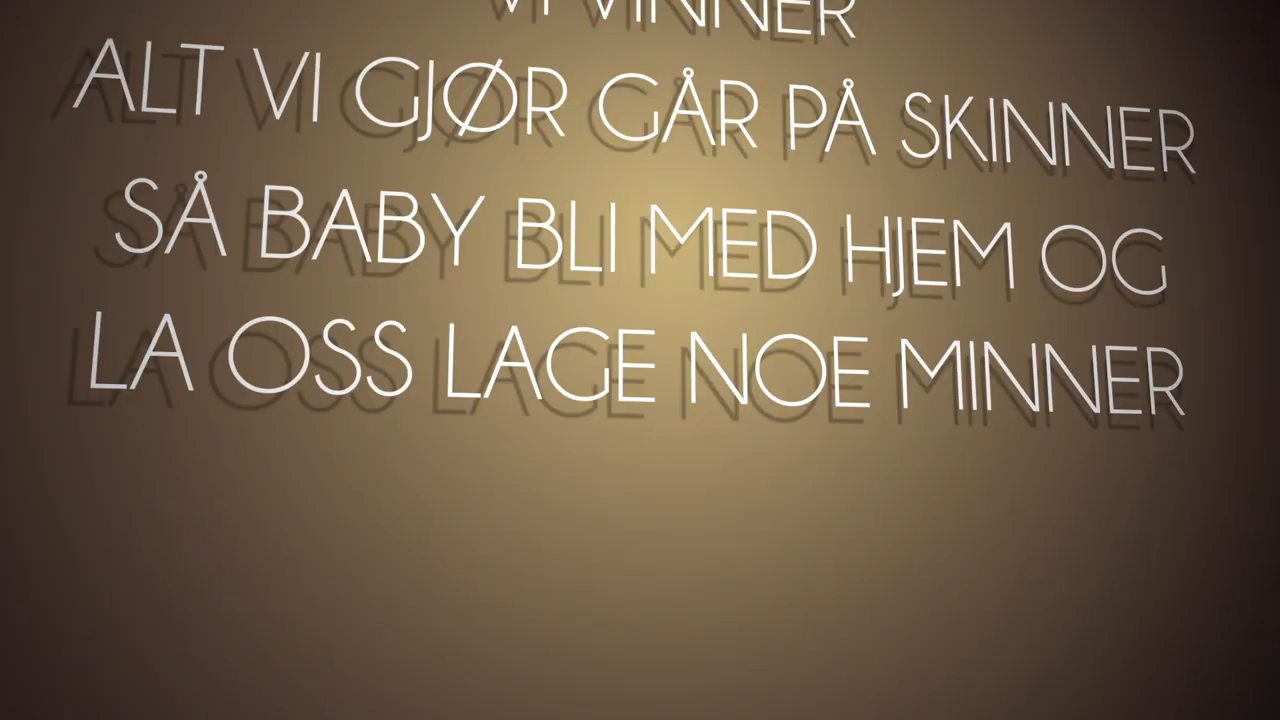 VI VINNER
ALT VI GJØR GÅR PÅ SKINNER
SÅ BABY BLI MED HJEM OG
LA OSS LAGE NOE MINNER